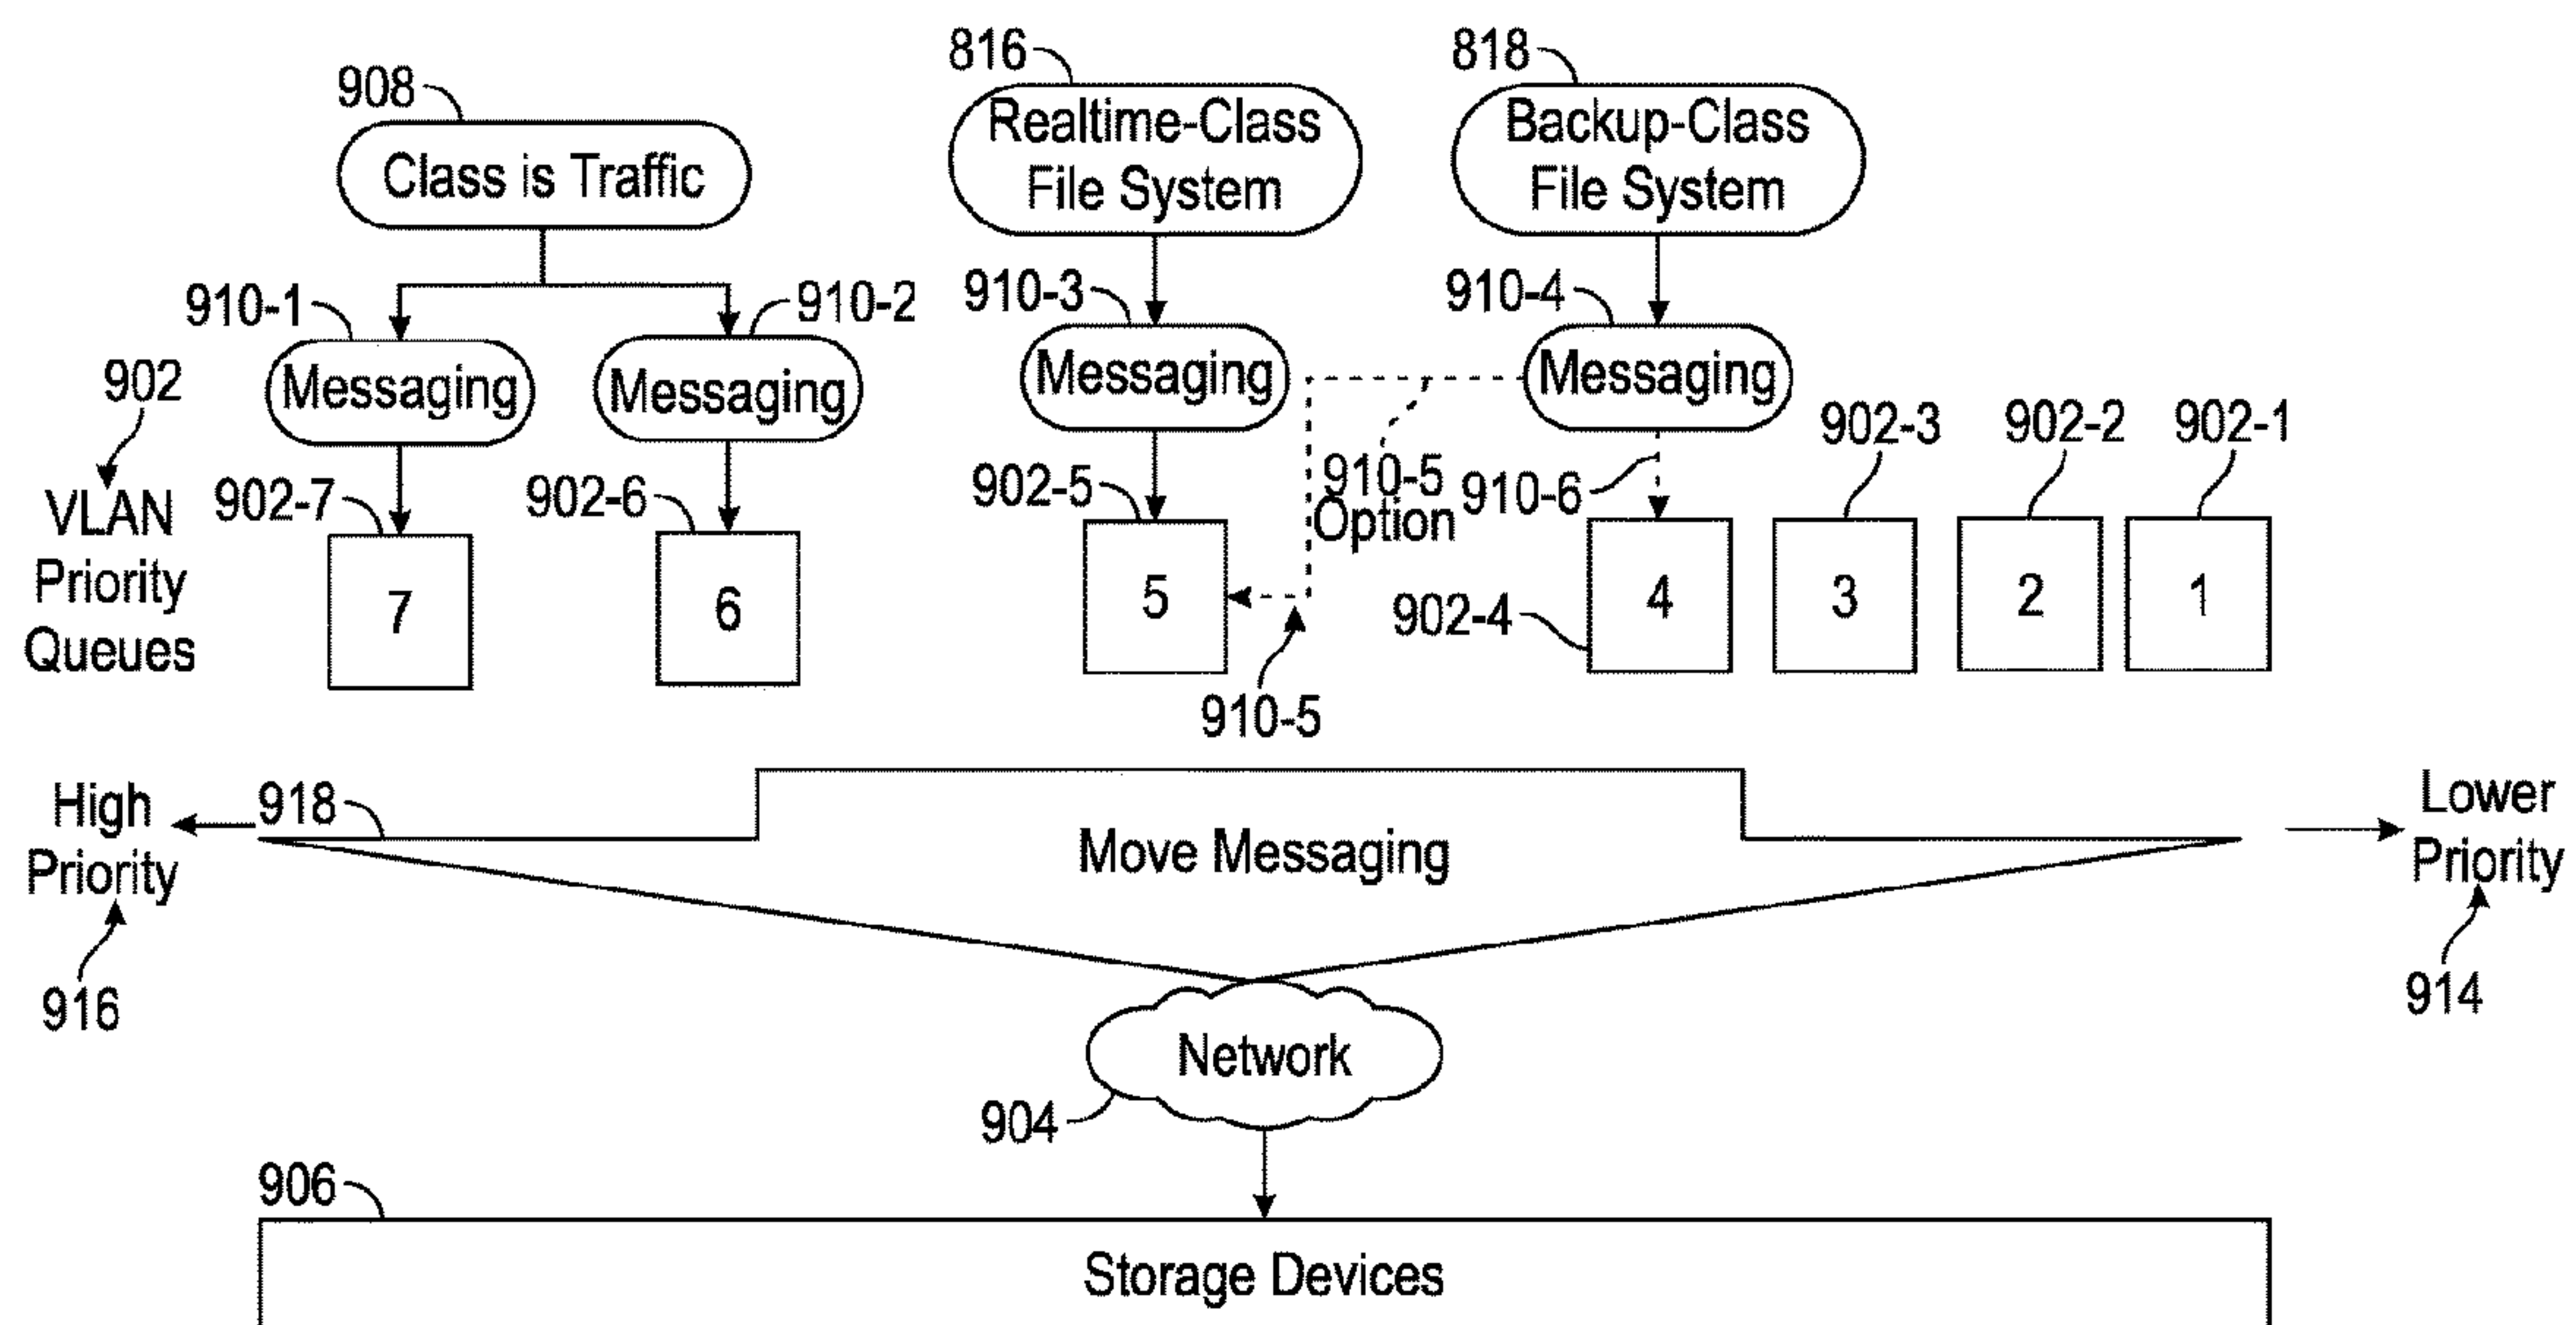 816
818
908
Realtime-Class
File System
Backup-Class
File System
Class is Traffic
910-1
910-2
910-3
910-4
Messaging
Messaging
Messaging
Messaging
902
VLAN
Priority
Queues
902-7
902-6
902-5
910-5
Option
910-6
902-3
902-2
902-1
902-4
7
6
5
4
3
2
1
910-5
High
Priority
918
Move Messaging
Lower
Priority
916
914
Network
904
906
Storage Devices